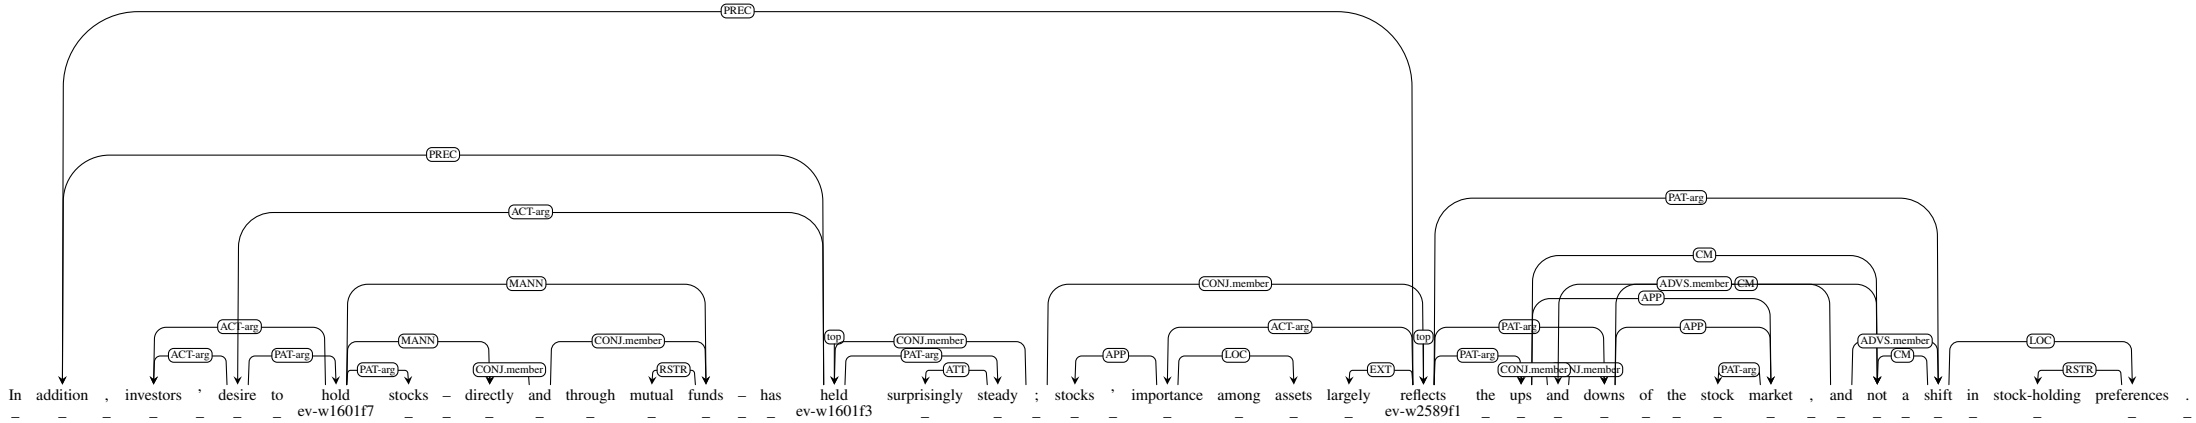 PREC
PREC
ACT-arg PAT-arg
CM
MANN CONJ.member ADVS.member CM
APP
ACT-arg ACT-arg PAT-arg APP
top top
MANN CONJ.member CONJ.member ADVS.member LOC
ACT-arg PAT-arg PAT-arg APP LOC PAT-arg CM
PAT-arg CONJ.member RSTR ATT EXT CONJ.member PAT-arg RSTR
In addition , investors ’ desire to hold stocks – directly and through mutual funds – has held surprisingly steady ; stocks ’ importance among assets largely reflects the ups and downs of the stock market , and not a shift in stock-holding preferences .
_ _ _ _ _ _ _ ev-w1601f7 _ _ _ _ _ _ _ _ _ ev-w1601f3 _ _ _ _ _ _ _ _ _ ev-w2589f1 _ _ _ _ _ _ _ _ _ _ _ _ _ _ _ _ _